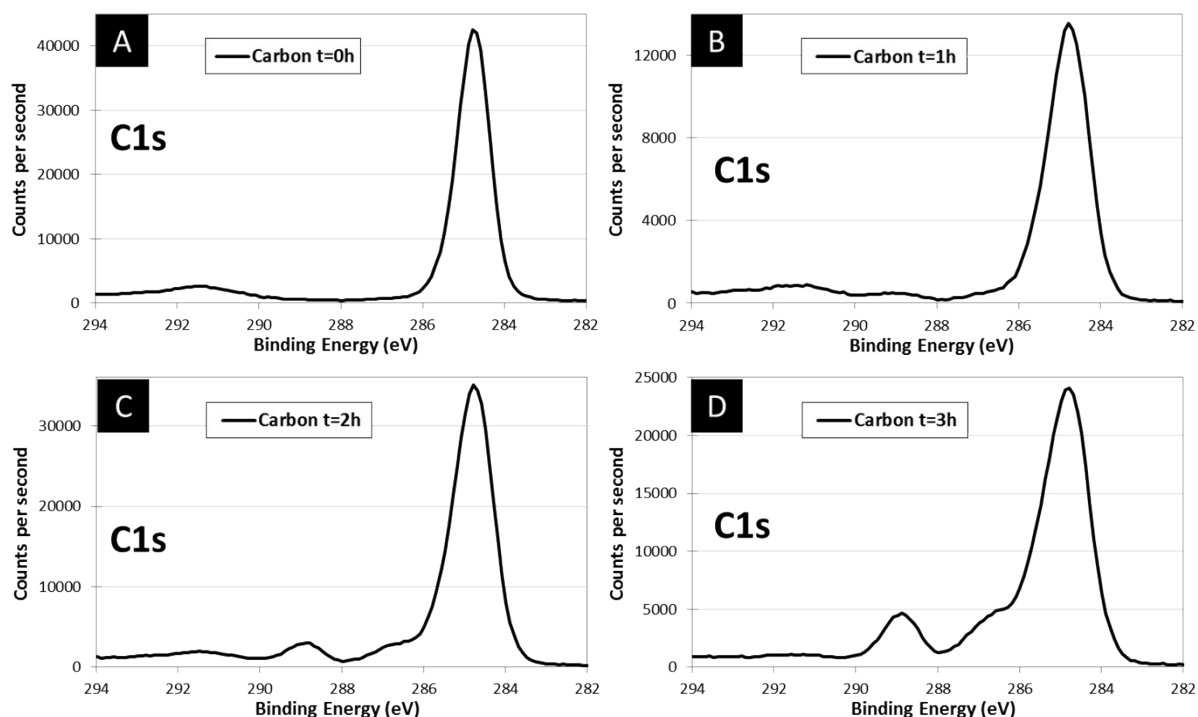 A
Carbon t=0h
C1s
Counts per second
40000
30000
20000
10000
0
294 292 290 288 286 284 282
Binding Energy (eV)
B
Carbon t=1h
C1s
Counts per second
12000
8000
4000
0
294 292 290 288 286 284 282
Binding Energy (eV)
C
Carbon t=2h
C1s
Counts per second
30000
20000
10000
0
294 292 290 288 286 284 282
Binding Energy (eV)
D
Carbon t=3h
C1s
Counts per second
25000
20000
15000
10000
5000
0
294 292 290 288 286 284 282
Binding Energy (eV)